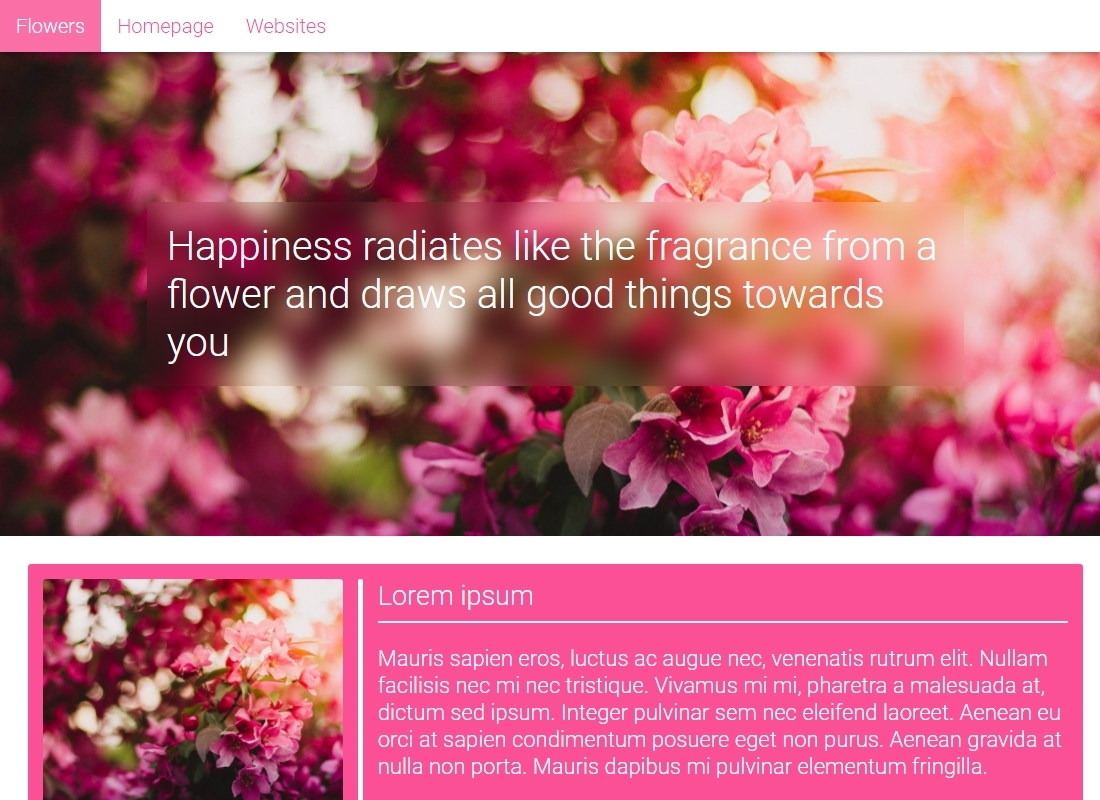 Flowers Homepage Websites
Happiness radiates like the fragrance from a
flower and draws all good things towards
you
Lorem ipsum
Mauris sapien eros, luctus ac augue nec, venenatis rutrum elit. Nullam
facilisis nec mi nec tristique. Vivamus mi mi, pharetra a malesuada at,
dictum sed ipsum. Integer pulvinar sem nec eleifend laoreet. Aenean eu
orci at sapien condimentum posuere eget non purus. Aenean gravida at
nulla non porta. Mauris dapibus mi pulvinar elementum fringilla.